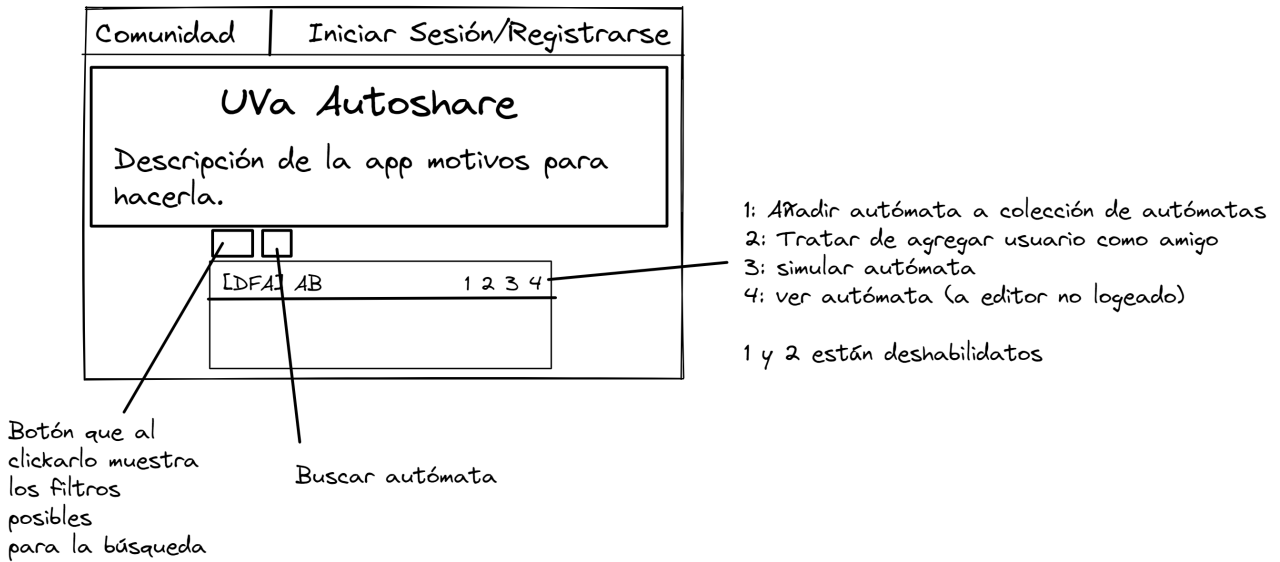 Comunidad
Iniciar Sesión/Registrarse
UVa Autoshare
Descripción de la app motivos para
hacerla.
[DFA] AB
1 2 3 4
1: Añadir autómata a colección de autómatas
2: Tratar de agregar usuario como amigo
3: simular autómata
4: ver autómata (a editor no logeado)
1 y 2 están deshabilidatos
Botón que al
clickarlo muestra
los filtros
posibles
para la búsqueda
Buscar autómata